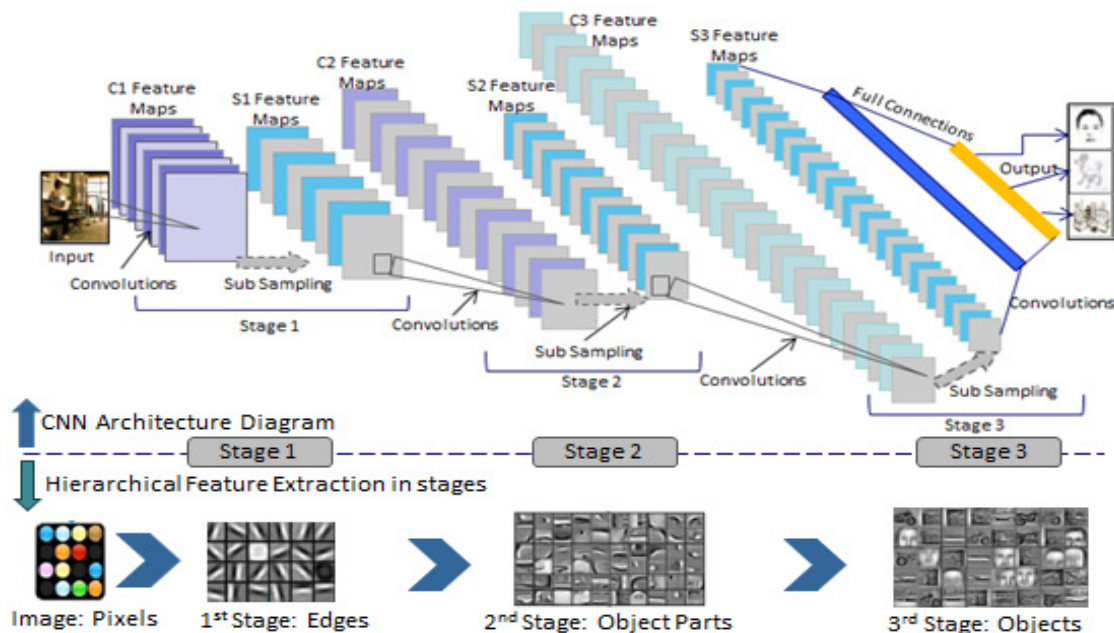 C1 Feature
Maps
S1 Feature
Maps
C2 Feature
Maps
S2 Feature
Maps
C3 Feature
Maps
S3 Feature
Maps
Full Connections
Output
Input
Convolutions
Sub Sampling
Stage 1
Convolutions
Sub Sampling
Stage 2
Convolutions
Sub Sampling
Stage 3
Convolutions
CNN Architecture Diagram
Stage 1
Stage 2
Stage 3
Hierarchical Feature Extraction in stages
Image: Pixels
1st Stage: Edges
2nd Stage: Object Parts
3rd Stage: Objects